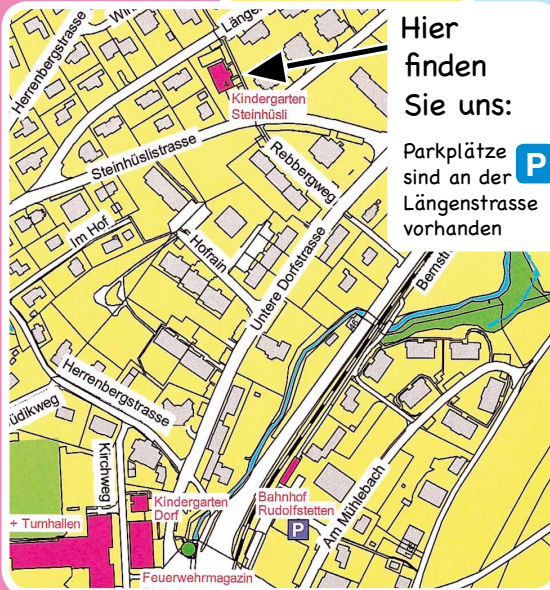 Hier
finden
Sie uns:
Parkplätze P
sind an der
Längenstrasse
vorhanden
Herrenbergstrasse
4
Kindergarten
Steinhüsli
Steinhüslistrasse
Rebbergweg
Im Hof
Hofrain
Untere Dorfstrasse
Herrenbergstrasse
Kirchweg
+ Turnhallen
Kindergarten
Dorf
Bahnhof
Rudolfstetten
P
Am Mühlebach
Feuerwehrmagazin